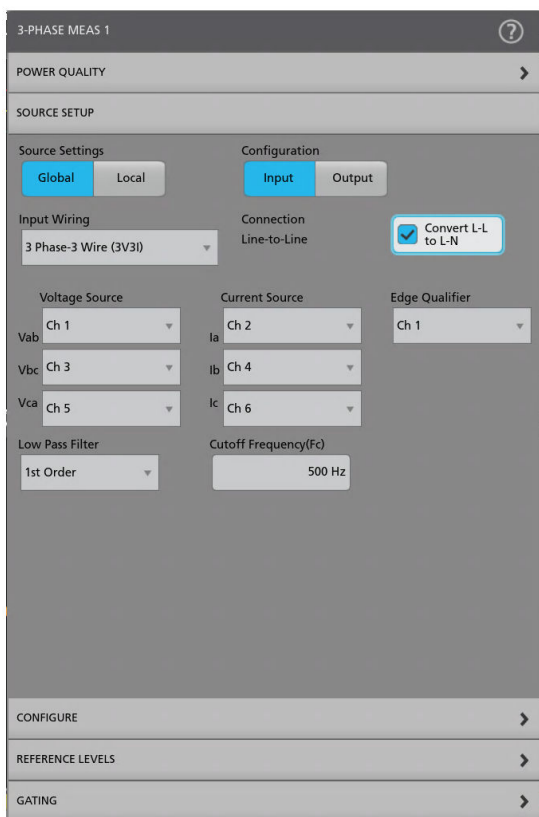 3-PHASE MEAS 1 ?
POWER QUALITY
SOURCE SETUP
Source Settings Configuration
Global Local Input Output
Input Wiring Connection
3 Phase-3 Wire (3V3I) Line-to-Line Convert L-L
to L-N
Voltage Source Current Source Edge Qualifier
Vab Ch 1 Ia Ch 2 Ch 1
Vbc Ch 3 Ib Ch 4
Vca Ch 5 Ic Ch 6
Low Pass Filter Cutoff Frequency(Fc)
1st Order 500 Hz
CONFIGURE
REFERENCE LEVELS
GATING